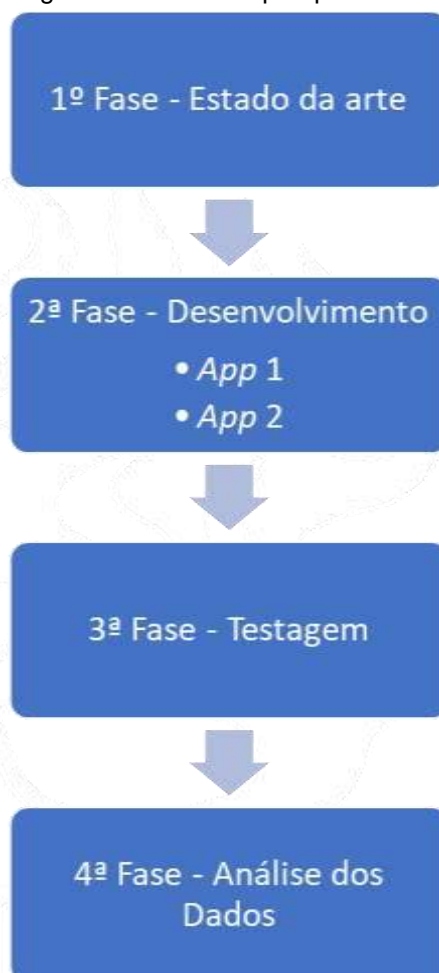 1º Fase - Estado da arte
2ª Fase - Desenvolvimento
• App 1
• App 2
3ª Fase - Testagem
4ª Fase - Análise dos
Dados